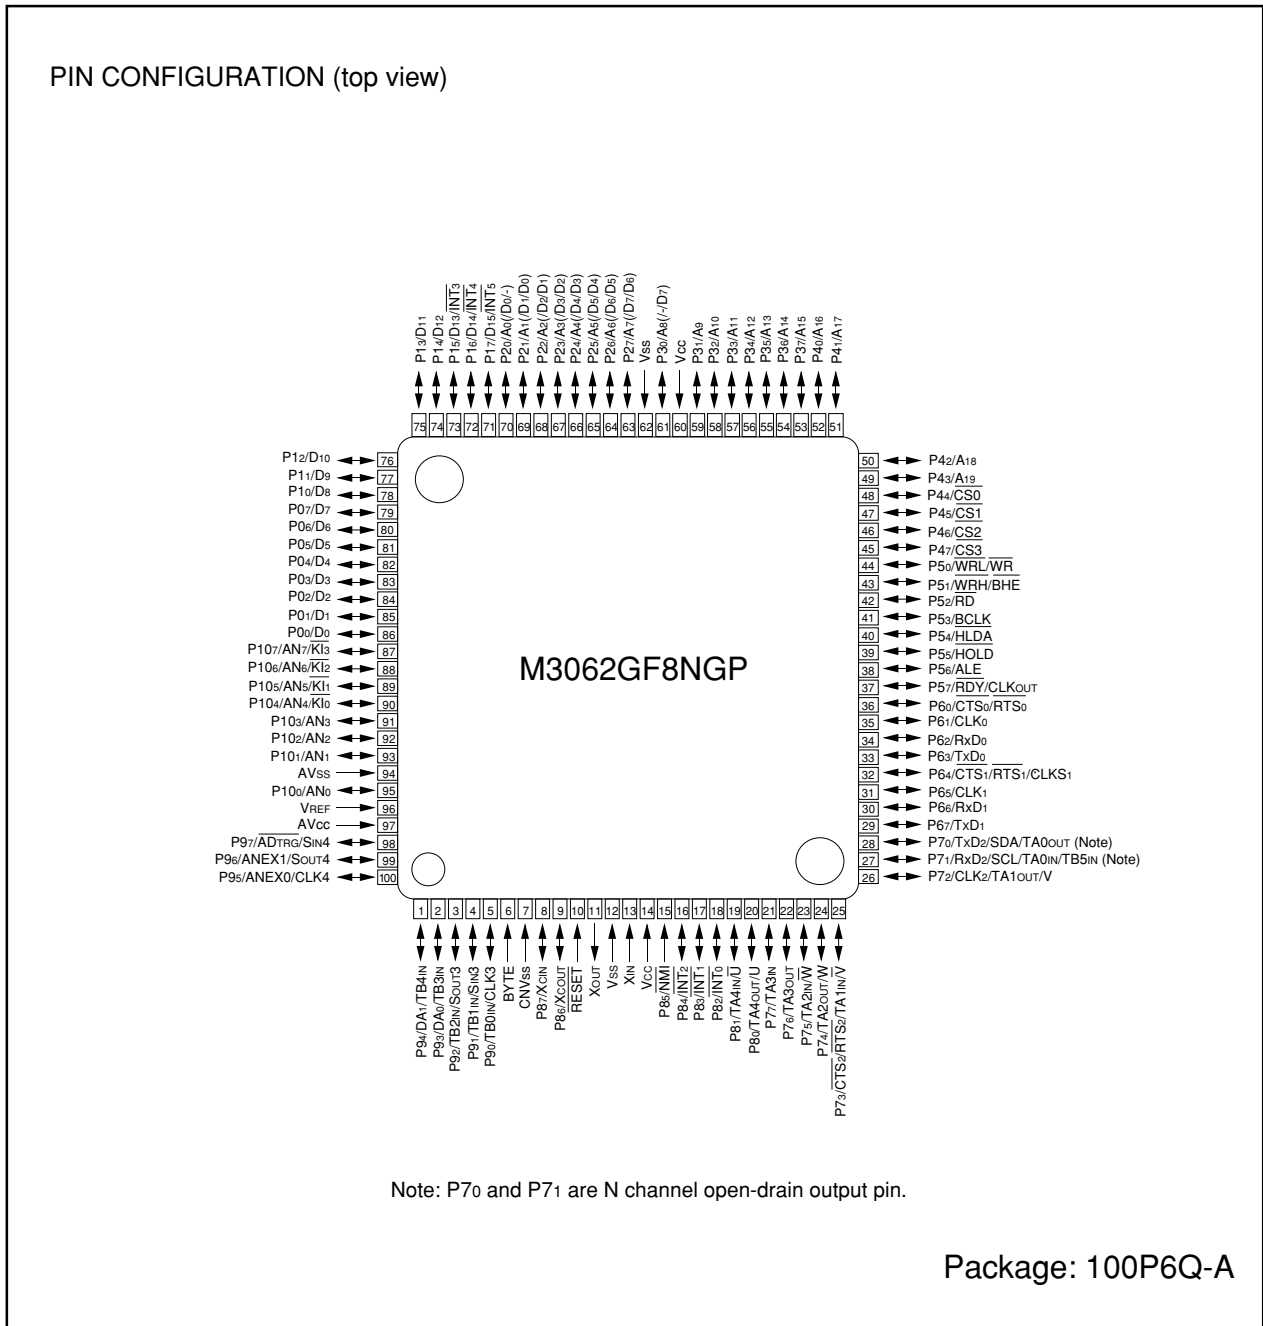 PIN CONFIGURATION (top view)
P13/D11
P14/D12
P15/D13/INT3
P16/D14/INT4
P17/D15/INT5
P20/A0(/D0/-)
P21/A1(/D1/D0)
P22/A2(/D2/D1)
P23/A3(/D3/D2)
P24/A4(/D4/D3)
P25/A5(/D5/D4)
P26/A6(/D6/D5)
P27/A7(/D7/D6)
Vss
P30/A8(/-/D7)
Vcc
P31/A9
P32/A10
P33/A11
P34/A12
P35/A13
P36/A14
P37/A15
P40/A16
P41/A17
75 74 73 72 71 70 69 68 67 66 65 64 63 62 61 60 59 58 57 56 55 54 53 52 51
P12/D10 76
P11/D9 77
P10/D8 78
P07/D7 79
P06/D6 80
P05/D5 81
P04/D4 82
P03/D3 83
P02/D2 84
P01/D1 85
P00/D0 86
P107/AN7/KI3 87
P106/AN6/KI2 88
P105/AN5/KI1 89
P104/AN4/KI0 90
P103/AN3 91
P102/AN2 92
P101/AN1 93
AVSS 94
P100/AN0 95
VREF 96
AVcc 97
P97/ADTRG/SIN4 98
P96/ANEX1/SOUT4 99
P95/ANEX0/CLK4 100
M3062GF8NGP
50 P42/A18
49 P43/A19
48 P44/CS0
47 P45/CS1
46 P46/CS2
45 P47/CS3
44 P50/WRL/WR
43 P51/WRH/BHE
42 P52/RD
41 P53/BCLK
40 P54/HLDA
39 P55/HOLD
38 P56/ALE
37 P57/RDY/CLKOUT
36 P60/CTS0/RTS0
35 P61/CLK0
34 P62/RxD0
33 P63/TXD0
32 P64/CTS1/RTS1/CLKS1
31 P65/CLK1
30 P66/RxD1
29 P67/TXD1
28 P70/TxD2/SDA/TA0OUT (Note)
27 P71/RxD2/SCL/TA0IN/TB5IN (Note)
26 P72/CLK2/TA1OUT/V
1 2 3 4 5 6 7 8 9 10 11 12 13 14 15 16 17 18 19 20 21 22 23 24 25
P94/DA1/TB4IN
P93/DA0/TB3IN
P92/TB2IN/SOUT3
P91/TB1IN/SIN3
P90/TB0IN/CLK3
BYTE
CNVss
P87/XCIN
P86/XCOUT
RESET
XOUT
VSS
XIN
VCC
P85/NMI
P84/INT2
P83/INT1
P82/INT0
P81/TA4IN/U
P80/TA4OUT/U
P77/TA3IN
P76/TA3OUT
P75/TA2IN/W
P74/TA2OUT/W
P73/CTS2/RTS2/TA1IN/V
Note: P70 and P71 are N channel open-drain output pin.
Package: 100P6Q-A